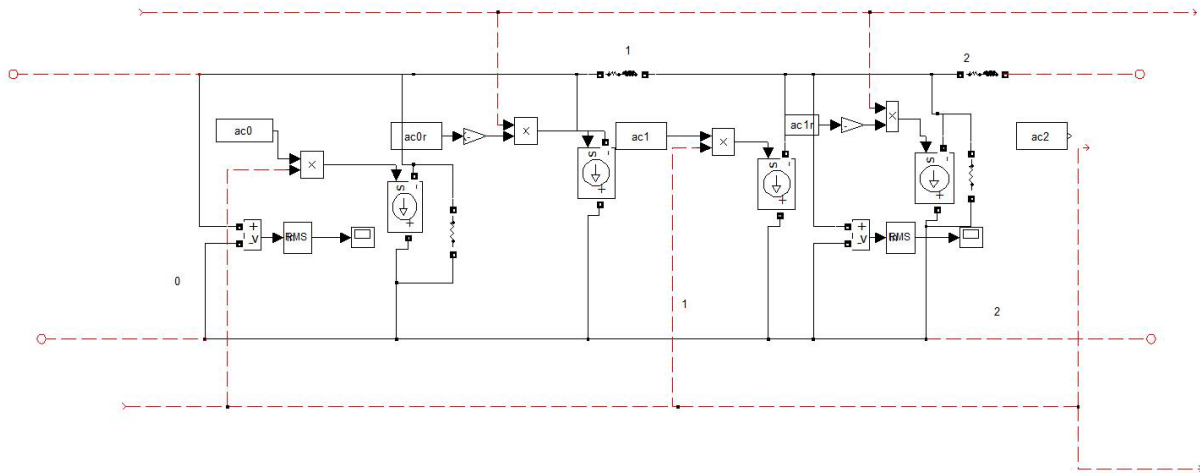 1
2
ac0
ac0r
-
×
ac1
×
ac1r
-
×
ac2
×
s
-
+
s
-
+
s
-
+
s
-
+
+
-V
RMS
+
-V
RMS
0
1
2